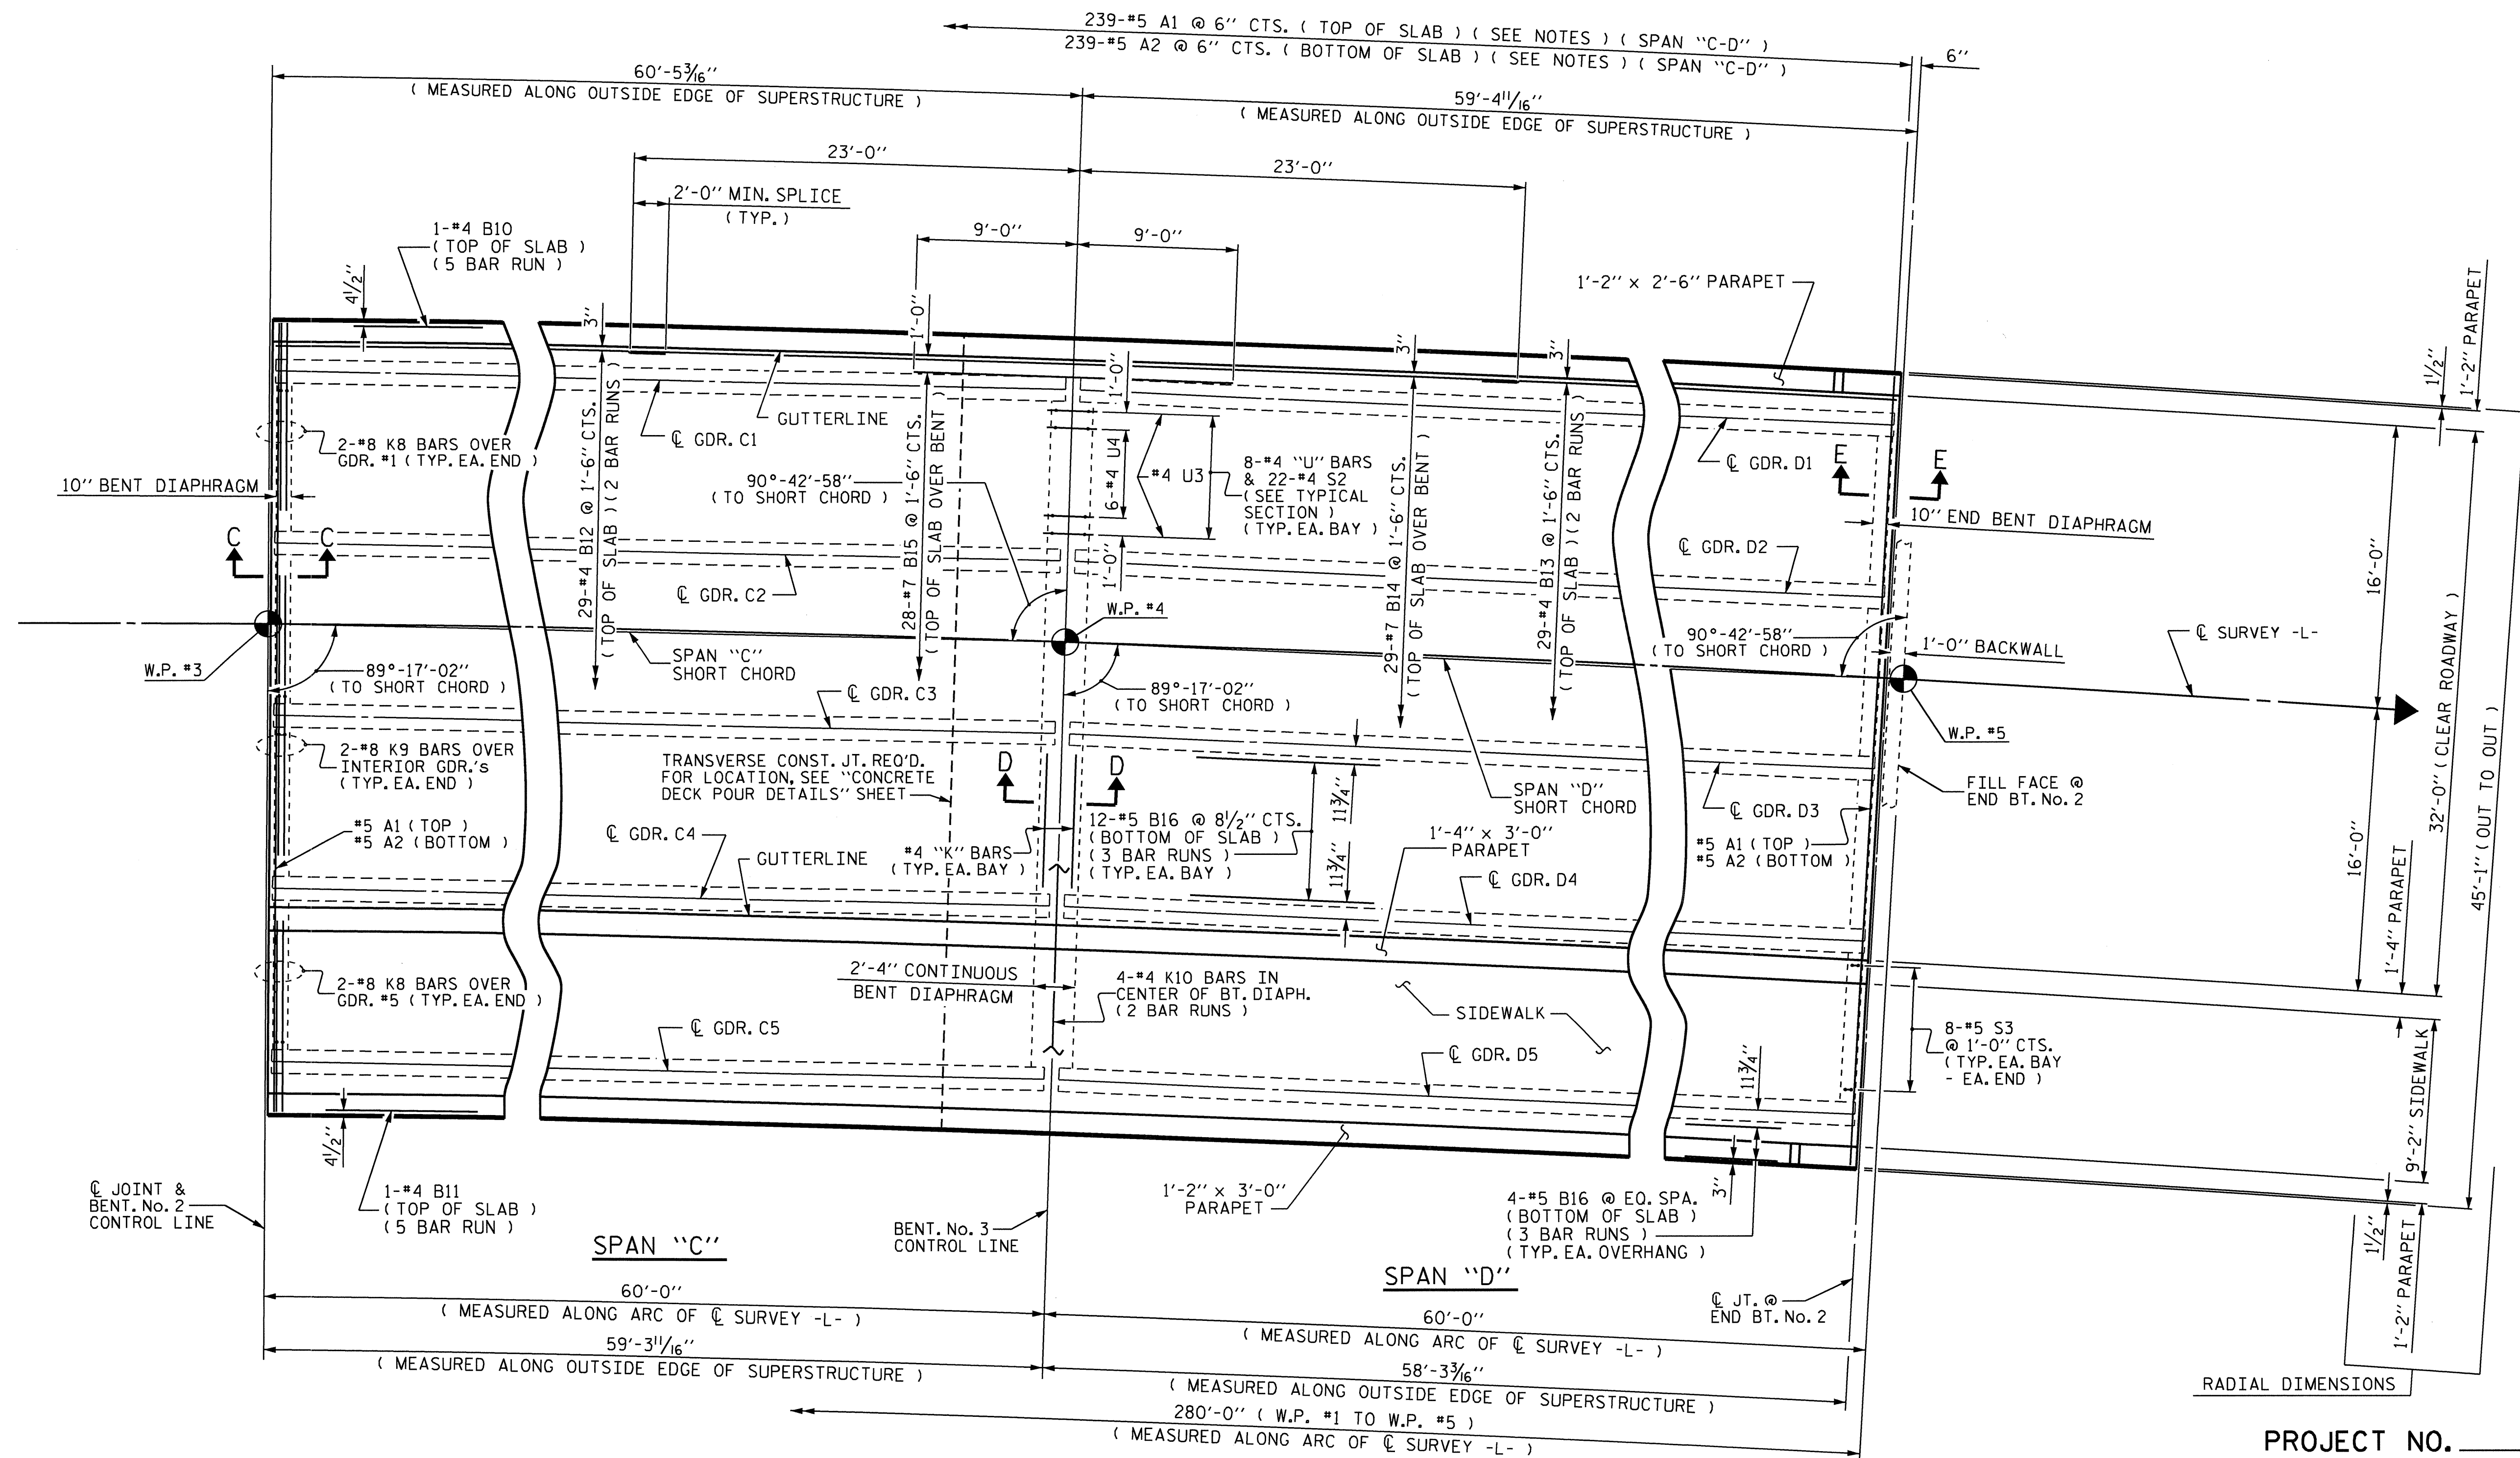 239-#5 A1 @ 6" CTS. ( TOP OF SLAB ) ( SEE NOTES ) ( SPAN "C-D" )
239-#5 A2 @ 6" CTS. ( BOTTOM OF SLAB ) ( SEE NOTES ) ( SPAN "C-D" )
6"
60'-5 3/16"
( MEASURED ALONG OUTSIDE EDGE OF SUPERSTRUCTURE )
59'-4 11/16"
( MEASURED ALONG OUTSIDE EDGE OF SUPERSTRUCTURE )
23'-0"
23'-0"
2'-0" MIN. SPLICE
( TYP. )
9'-0"
9'-0"
1-#4 B10
( TOP OF SLAB )
( 5 BAR RUN )
4 1/2"
3"
1'-0"
1'-0"
3"
3"
1'-2" x 2'-6" PARAPET
1'-2" PARAPET
1 1/2"
GUTTERLINE
℄ GDR. C1
2-#8 K8 BARS OVER
GDR. #1 ( TYP. EA. END )
10" BENT DIAPHRAGM
C
C
29-#4 B12 @ 1'-6" CTS.
( TOP OF SLAB ) ( 2 BAR RUNS )
28-#7 B15 @ 1'-6" CTS.
( TOP OF SLAB OVER BENT )
90°-42'-58"
( TO SHORT CHORD )
6-#4 U4
#4 U3
1'-0"
8-#4 "U" BARS
& 22-#4 S2
( SEE TYPICAL
SECTION )
( TYP. EA. BAY )
29-#7 B14 @ 1'-6" CTS.
( TOP OF SLAB OVER BENT )
29-#4 B13 @ 1'-6" CTS.
( TOP OF SLAB ) ( 2 BAR RUNS )
℄ GDR. D1
E
E
10" END BENT DIAPHRAGM
℄ GDR. D2
℄ GDR. C2
W.P. #4
16'-0"
W.P. #3
89°-17'-02"
( TO SHORT CHORD )
SPAN "C"
SHORT CHORD
90°-42'-58"
( TO SHORT CHORD )
1'-0" BACKWALL
℄ SURVEY -L-
℄ GDR. C3
89°-17'-02"
( TO SHORT CHORD )
W.P. #5
2-#8 K9 BARS OVER
INTERIOR GDR.'s
( TYP. EA. END )
TRANSVERSE CONST. JT. REQ'D.
FOR LOCATION, SEE "CONCRETE
DECK POUR DETAILS" SHEET
D
D
11 3/4"
11 3/4"
SPAN "D"
SHORT CHORD
℄ GDR. D3
FILL FACE @
END BT. No. 2
#5 A1 ( TOP )
#5 A2 ( BOTTOM )
℄ GDR. C4
GUTTERLINE
#4 "K" BARS
( TYP. EA. BAY )
12-#5 B16 @ 8 1/2" CTS.
( BOTTOM OF SLAB )
( 3 BAR RUNS )
( TYP. EA. BAY )
1'-4" x 3'-0"
PARAPET
#5 A1 ( TOP )
#5 A2 ( BOTTOM )
℄ GDR. D4
16'-0"
1'-4" PARAPET
32'-0" ( CLEAR ROADWAY )
45'-1" ( OUT TO OUT )
2-#8 K8 BARS OVER
GDR. #5 ( TYP. EA. END )
2'-4" CONTINUOUS
BENT DIAPHRAGM
4-#4 K10 BARS IN
CENTER OF BT. DIAPH.
( 2 BAR RUNS )
SIDEWALK
℄ GDR. C5
℄ GDR. D5
8-#5 S3
@ 1'-0" CTS.
( TYP. EA. BAY
- EA. END )
11 3/4"
9'-2" SIDEWALK
4 1/2"
3"
1 1/2"
1'-2" PARAPET
℄ JOINT &
BENT. No. 2
CONTROL LINE
1-#4 B11
( TOP OF SLAB )
( 5 BAR RUN )
1'-2" x 3'-0"
PARAPET
4-#5 B16 @ EQ. SPA.
( BOTTOM OF SLAB )
( 3 BAR RUNS )
( TYP. EA. OVERHANG )
BENT. No. 3
CONTROL LINE
SPAN "C"
SPAN "D"
℄ JT. @
END BT. No. 2
60'-0"
( MEASURED ALONG ARC OF ℄ SURVEY -L- )
60'-0"
( MEASURED ALONG ARC OF ℄ SURVEY -L- )
59'-3 11/16"
( MEASURED ALONG OUTSIDE EDGE OF SUPERSTRUCTURE )
58'-3 3/16"
( MEASURED ALONG OUTSIDE EDGE OF SUPERSTRUCTURE )
280'-0" ( W.P. #1 TO W.P. #5 )
( MEASURED ALONG ARC OF ℄ SURVEY -L- )
RADIAL DIMENSIONS
PROJECT NO.